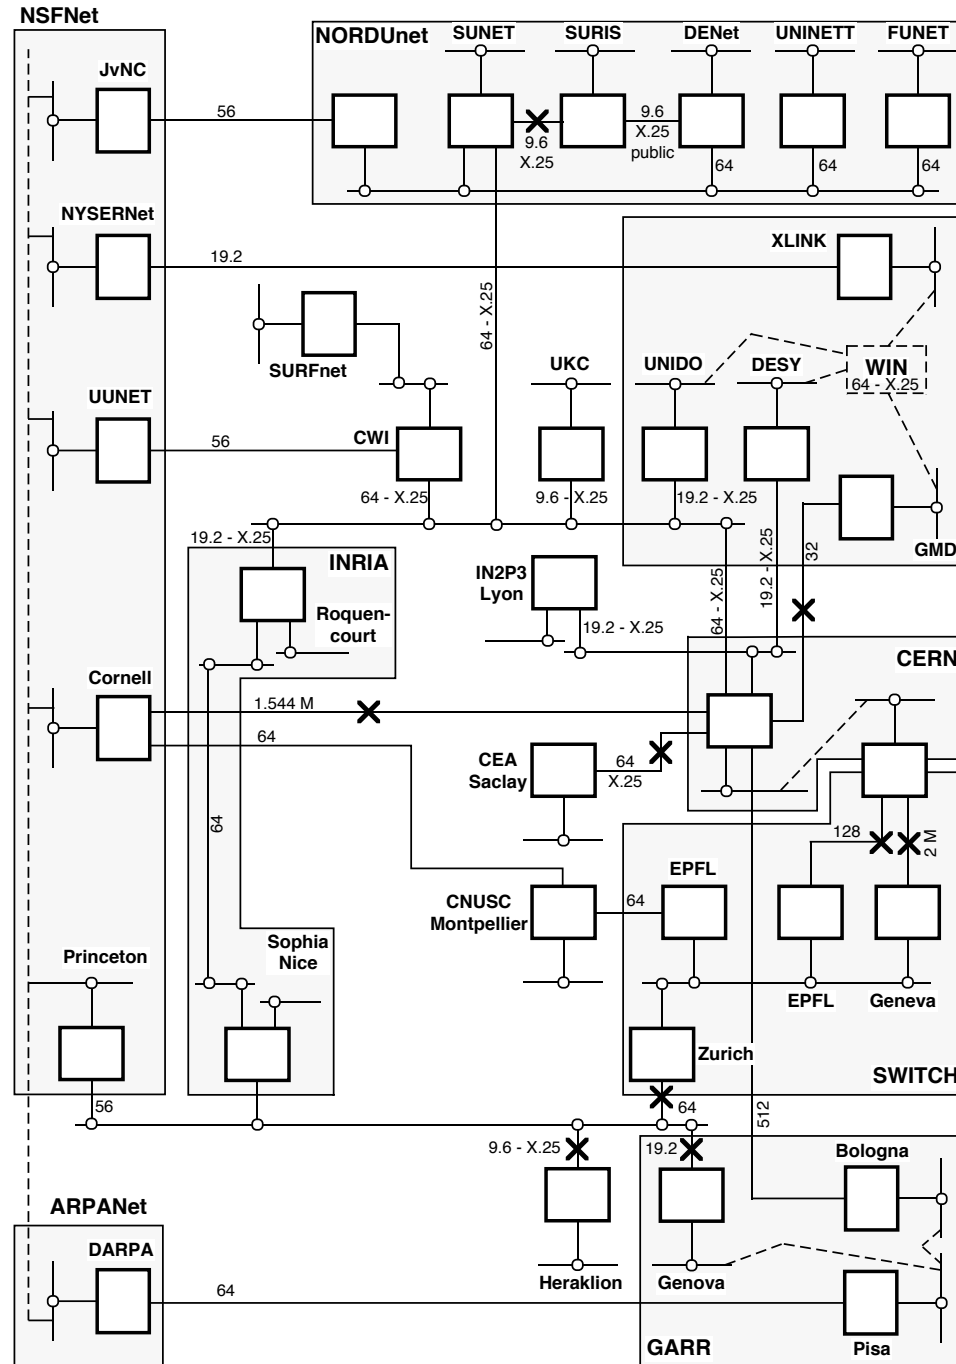 NSFNet
NORDUnet
SUNET
SURIS
DENet
UNINETT
FUNET
JvNC
56
9.6
X.25
9.6
X.25
public
64
64
64
NYSERNet
19.2
XLINK
64 - X.25
SURFnet
UKC
UNIDO
DESY
WIN
64 - X.25
UUNET
56
CWI
64 - X.25
9.6 - X.25
19.2 - X.25
GMD
19.2 - X.25
INRIA
Roquen-
court
IN2P3
Lyon
19.2 - X.25
64 - X.25
19.2 - X.25
32
CERN
Cornell
1.544 M
64
CEA
Saclay
64
X.25
64
128
2 M
EPFL
CNUSC
Montpellier
64
Sophia
Nice
Princeton
EPFL
Geneva
Zurich
SWITCH
56
64
512
9.6 - X.25
19.2
Bologna
ARPANet
DARPA
64
Heraklion
Genova
GARR
Pisa